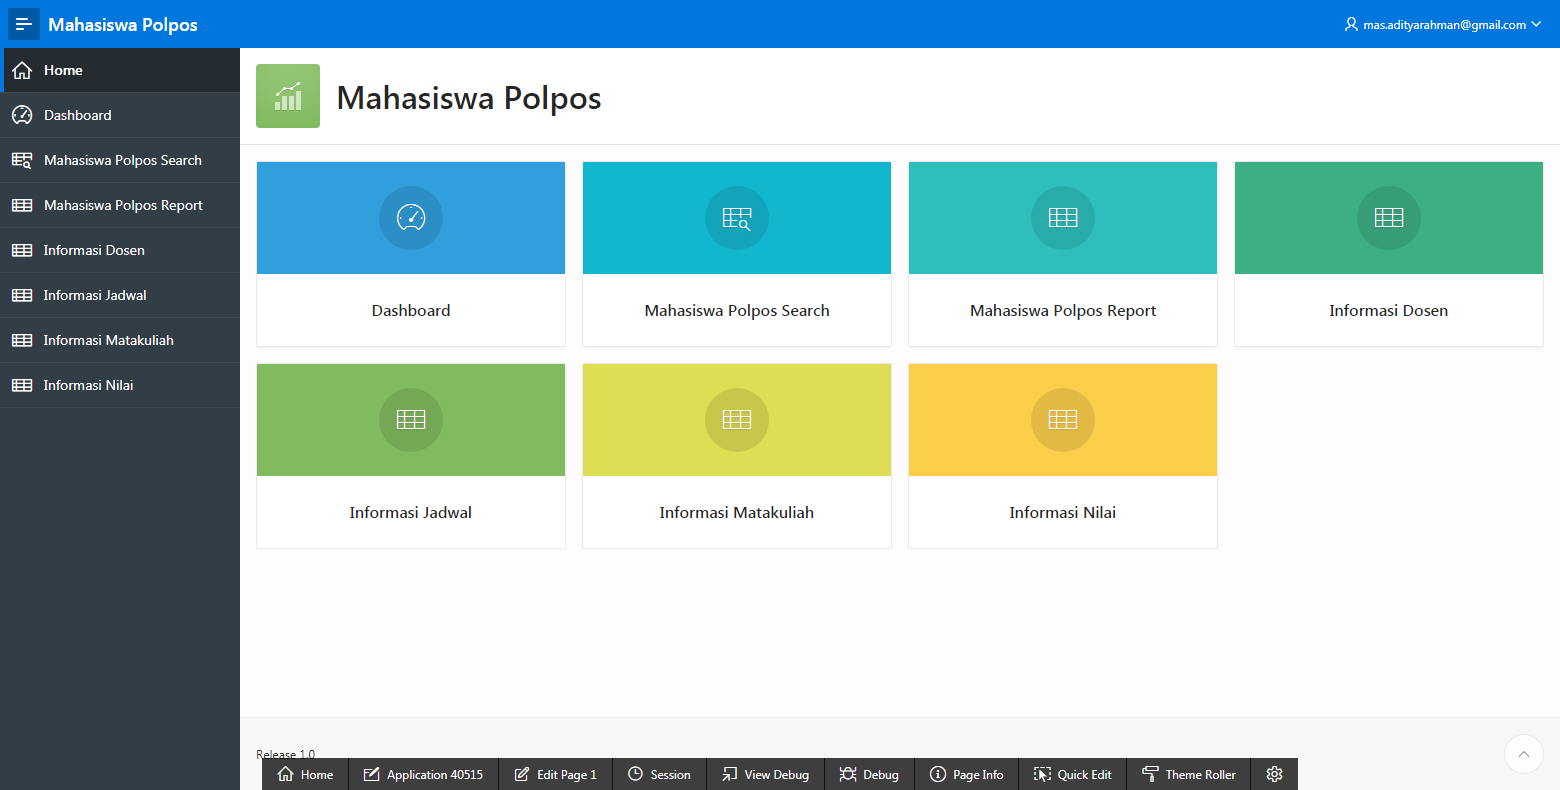 Mahasiswa Polpos
mas.adityarahman@gmail.com
Home
Dashboard
Mahasiswa Polpos Search
Mahasiswa Polpos Report
Informasi Dosen
Informasi Jadwal
Informasi Matakuliah
Informasi Nilai
Mahasiswa Polpos
Dashboard
Mahasiswa Polpos Search
Mahasiswa Polpos Report
Informasi Dosen
Informasi Jadwal
Informasi Matakuliah
Informasi Nilai
Release 1.0
Home
Application 40515
Edit Page 1
Session
View Debug
Debug
Page Info
Quick Edit
Theme Roller